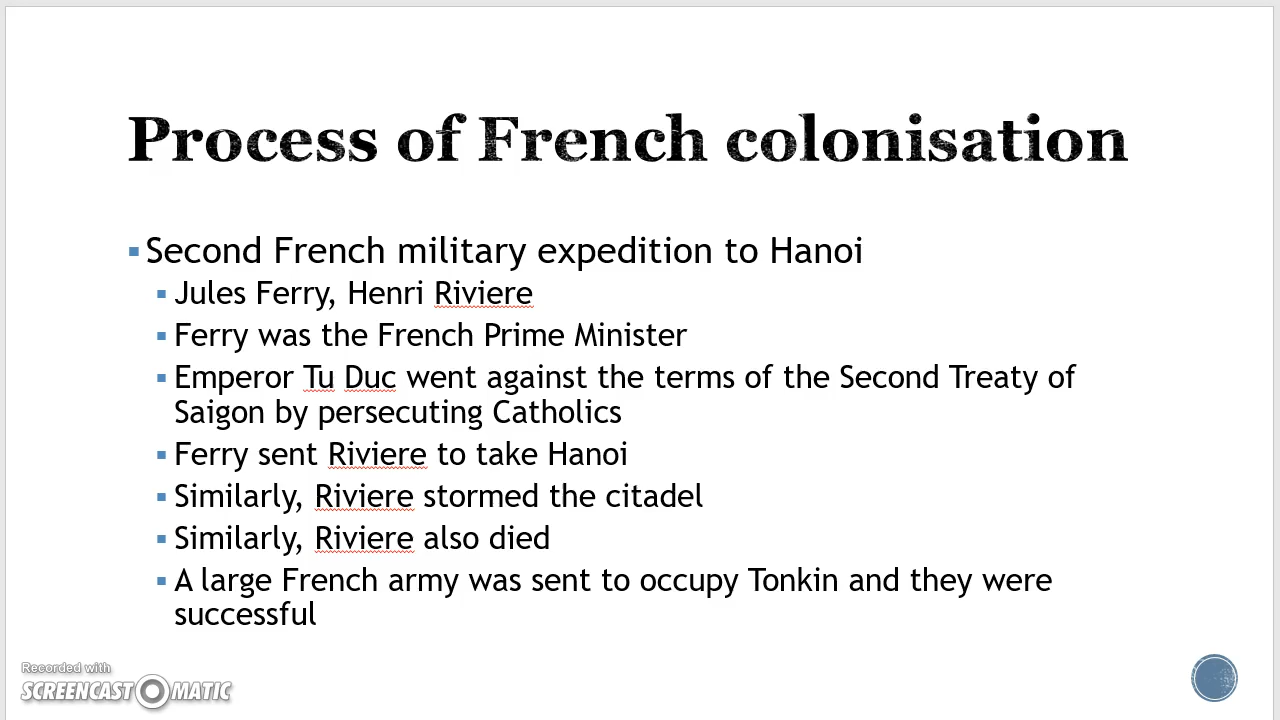 Process of French colonisation
Second French military expedition to Hanoi
Jules Ferry, Henri Riviere
Ferry was the French Prime Minister
Emperor Tu Duc went against the terms of the Second Treaty of
Saigon by persecuting Catholics
Ferry sent Riviere to take Hanoi
Similarly, Riviere stormed the citadel
Similarly, Riviere also died
A large French army was sent to occupy Tonkin and they were
successful
Recorded with
SCREENCAST O MATIC